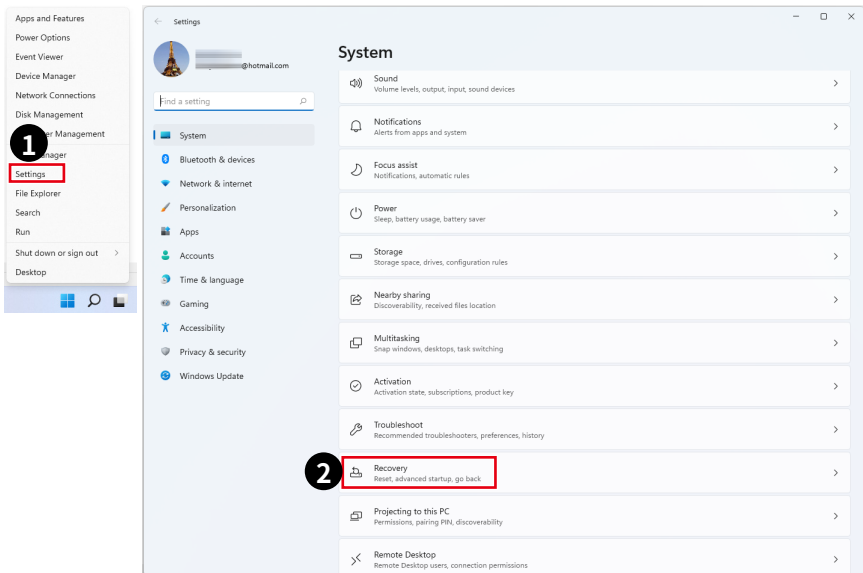 Apps and Features
Power Options
Event Viewer
Device Manager
Network Connections
Disk Management
er Management
1
anager
Settings
File Explorer
Search
Run
Shut down or sign out
Desktop
Settings
@hotmail.com
Find a setting
System
Bluetooth & devices
Network & internet
Personalization
Apps
Accounts
Time & language
Gaming
Accessibility
Privacy & security
Windows Update
System
Sound
Volume levels, output, input, sound devices
Notifications
Alerts from apps and system
Focus assist
Notifications, automatic rules
Power
Sleep, battery usage, battery saver
Storage
Storage space, drives, configuration rules
Nearby sharing
Discoverability, received files location
Multitasking
Snap windows, desktops, task switching
Activation
Activation state, subscriptions, product key
Troubleshoot
Recommended troubleshooters, preferences, history
2
Recovery
Reset, advanced startup, go back
Projecting to this PC
Permissions, pairing PIN, discoverability
Remote Desktop
Remote Desktop users, connection permissions